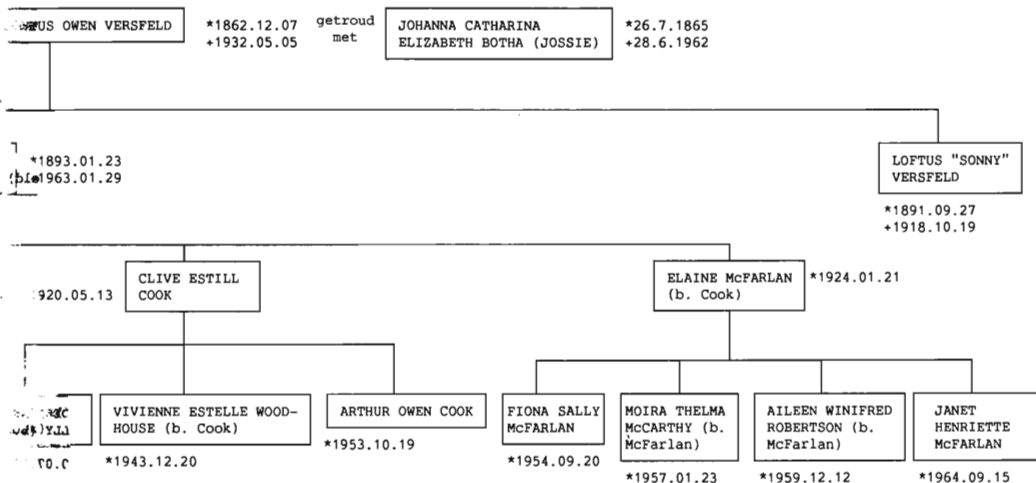 OWEN VERSFELD
*1862.12.07
+1932.05.05
getroud
met
JOHANNA CATHARINA
ELIZABETH BOTHA (JOSSIE)
*26.7.1865
+28.6.1962
*1893.01.23
1963.01.29
LOFTUS "SONNY"
VERSFELD
*1891.09.27
+1918.10.19
920.05.13
CLIVE ESTILL
COOK
ELAINE McFARLAN
(b. Cook)
*1924.01.21
VIVIENNE ESTELLE WOOD-
HOUSE (b. Cook)
*1943.12.20
ARTHUR OWEN COOK
*1953.10.19
FIONA SALLY
McFARLAN
*1954.09.20
MOIRA THELMA
McCARTHY (b.
McFarlan)
*1957.01.23
AILEEN WINIFRED
ROBERTSON (b.
McFarlan)
*1959.12.12
JANET
HENRIETTE
McFARLAN
*1964.09.15